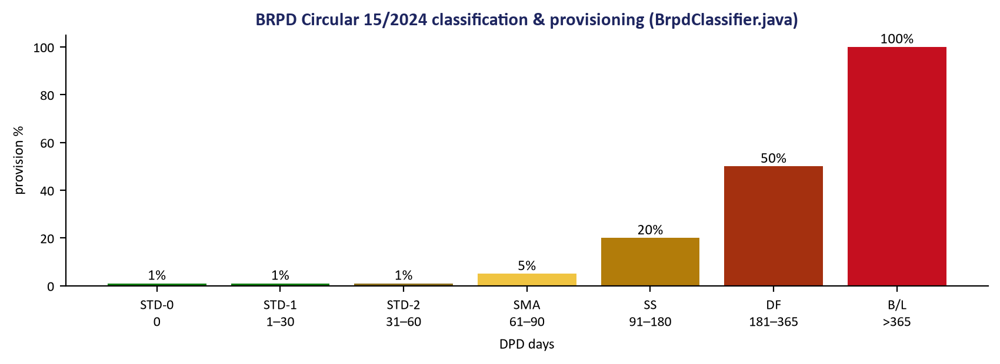 BRPD Circular 15/2024 classification & provisioning (BrpdClassifier.java)
provision %
100
80
60
40
20
0
1%
1%
1%
5%
20%
50%
100%
STD-0
0
STD-1
1–30
STD-2
31–60
SMA
61–90
SS
91–180
DF
181–365
B/L
>365
DPD days